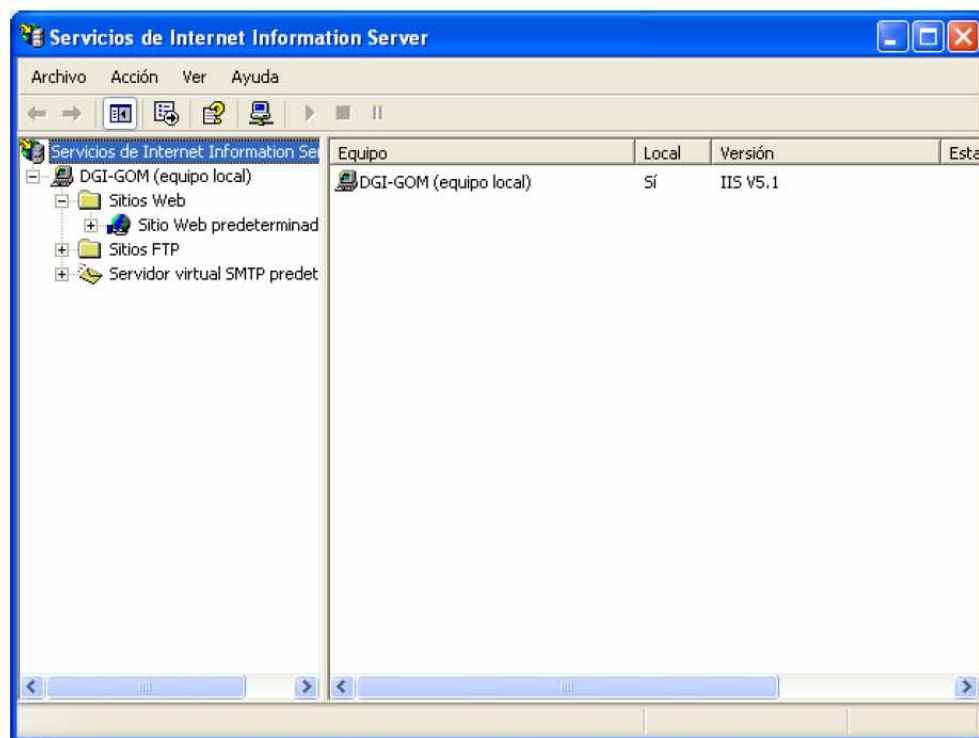 Servicios de Internet Information Server
Archivo Acción Ver Ayuda
Servicios de Internet Information Ser
DGI-GOM (equipo local)
Sitios Web
Sitio Web predeterminad
Sitios FTP
Servidor virtual SMTP predet
Equipo Local Versión Esta
DGI-GOM (equipo local) Sí IIS V5.1